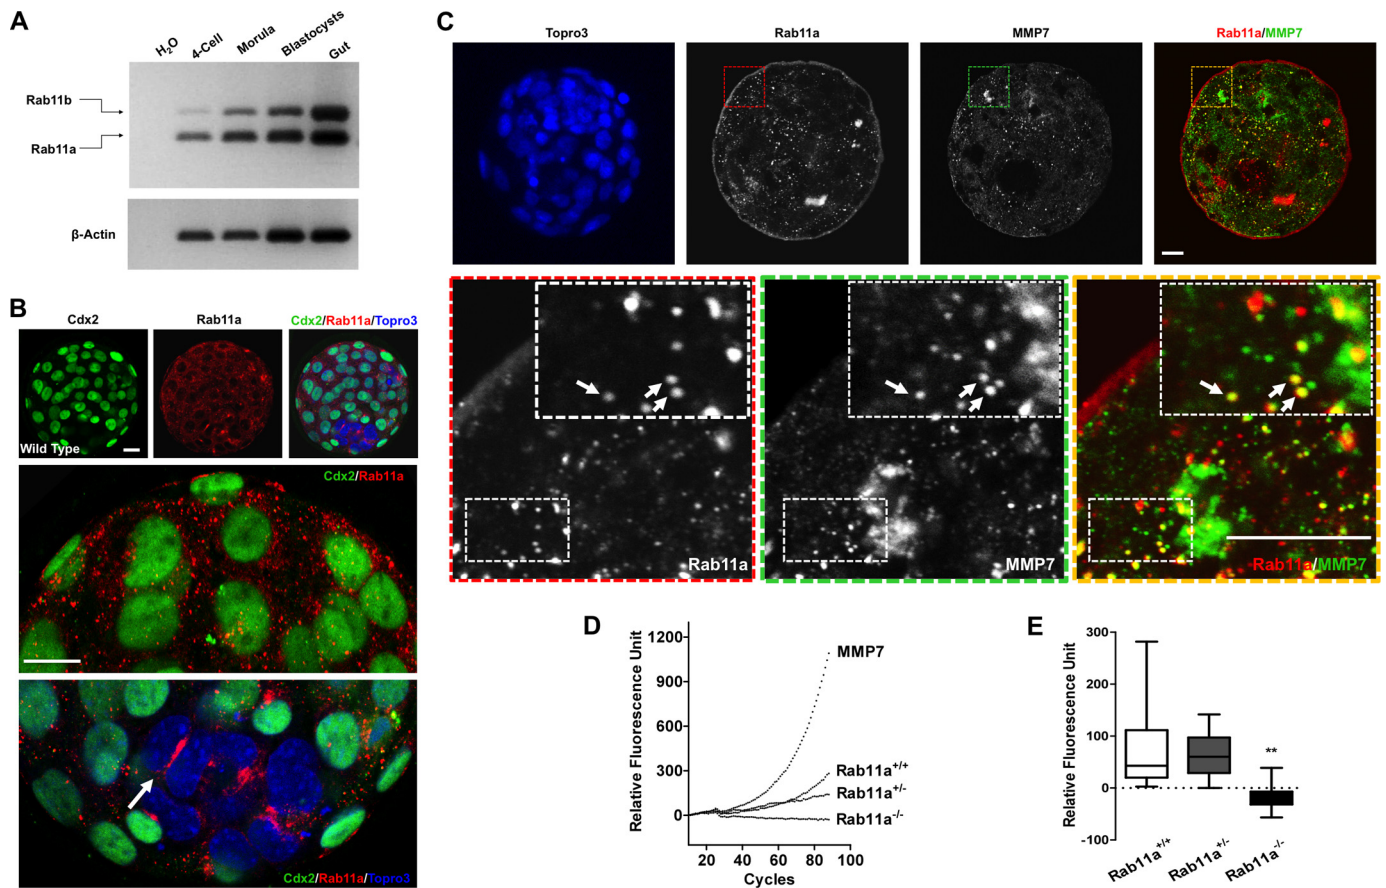 A
H2O
4-Cell
Morula
Blastocysts
Gut
Rab11b
Rab11a
β-Actin
B
Cdx2
Rab11a
Cdx2/Rab11a/Topro3
Wild Type
Cdx2/Rab11a
Cdx2/Rab11a/Topro3
C
Topro3
Rab11a
MMP7
Rab11a/MMP7
Rab11a
MMP7
Rab11a/MMP7
D
Relative Fluorescence Unit
1200
900
600
300
0
20
40
60
80
100
Cycles
MMP7
Rab11a+/+
Rab11a+/-
Rab11a-/-
E
Relative Fluorescence Unit
300
200
100
0
-100
**
Rab11a+/+
Rab11a+/-
Rab11a-/-